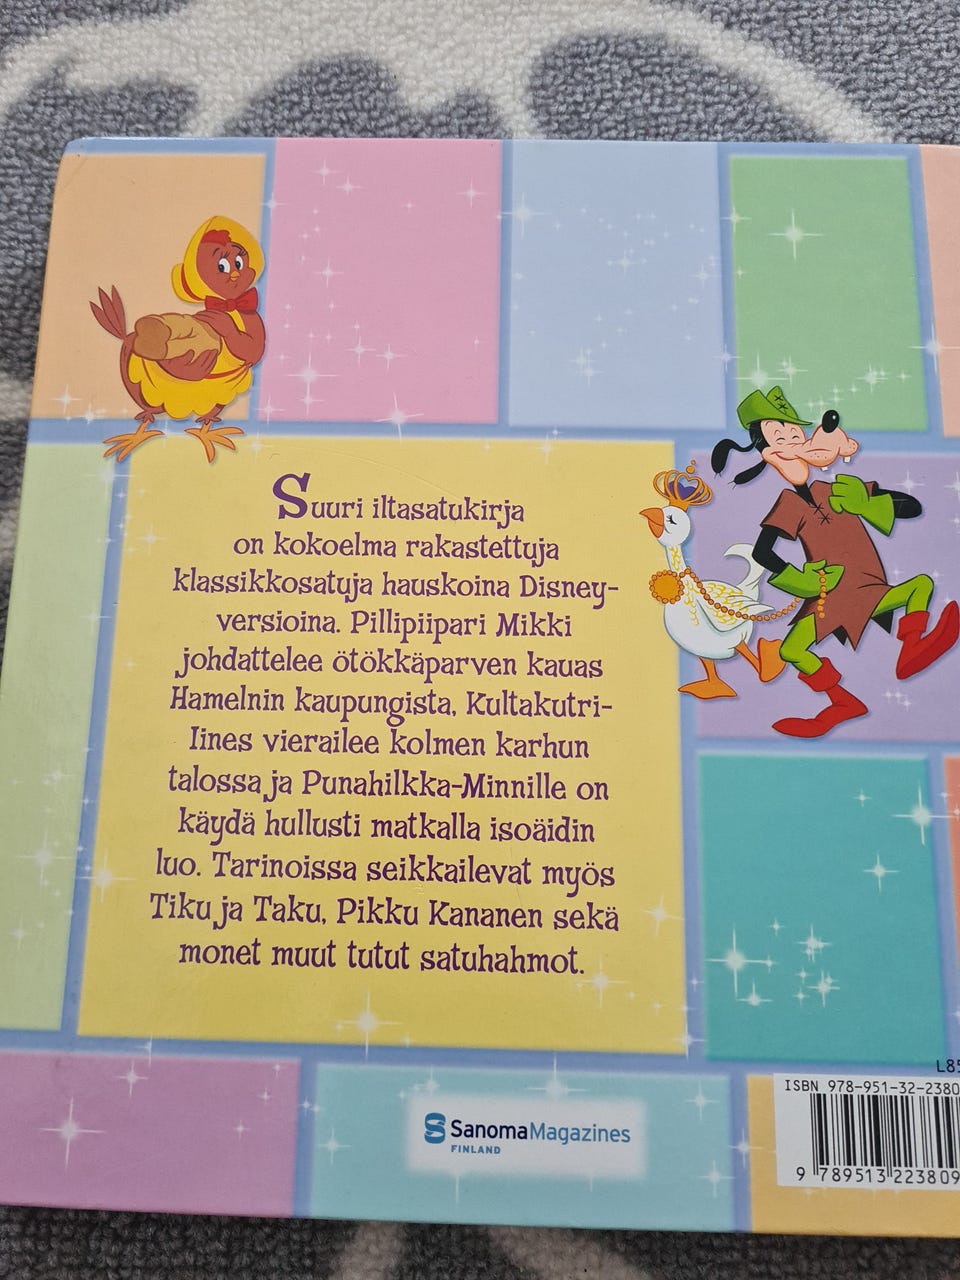 Suuri iltasatukirja
on kokoelma rakastettuja
klassikkosatuja hauskoina Disney-
versioina. Pillipiipari Mikki
johdattelee ötökkäparven kauas
Hamelnin kaupungista, Kultakutri-
Iines vierailee kolmen karhun
talossa ja Punahilkka-Minnille on
käydä hullusti matkalla isoäidin
luo. Tarinoissa seikkailevat myös
Tiku ja Taku, Pikku Kananen sekä
monet muut tutut satuhahmot.
L85
ISBN 978-951-32-2380
9 789513 223809
SanomaMagazines
FINLAND